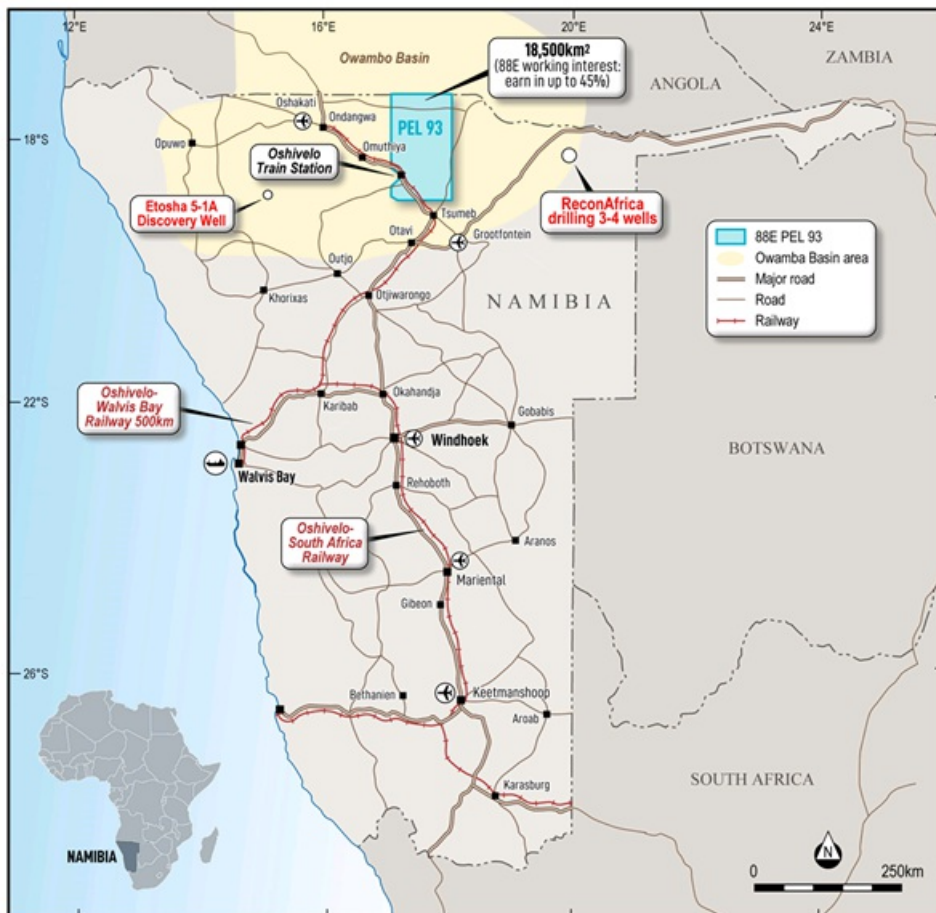 12°E
16°E
20°E
24°E
Owambo Basin
18,500km²
(88E working interest:
earn in up to 45%)
ZAMBIA
ANGOLA
Oshakati
Ondangwa
PEL 93
18°S
Opuwo
Omuthiya
Oshivelo
Train Station
Etosha 5-1A
Discovery Well
ReconAfrica
drilling 3-4 wells
Tsumeb
Otavi
Grootfontein
Outjo
Khorixas
Otjiwarongo
NAMIBIA
88E PEL 93
Owamba Basin area
Major road
Road
Railway
Oshivelo-
Walvis Bay
Railway 500km
22°S
Karibab
Okahandja
Gobabis
Windhoek
BOTSWANA
Walvis Bay
Rehoboth
Oshivelo-
South Africa
Railway
Aranos
Mariental
Gibeon
26°S
Bethanien
Keetmanshoop
Aroab
Karasburg
SOUTH AFRICA
NAMIBIA
N
0
250km